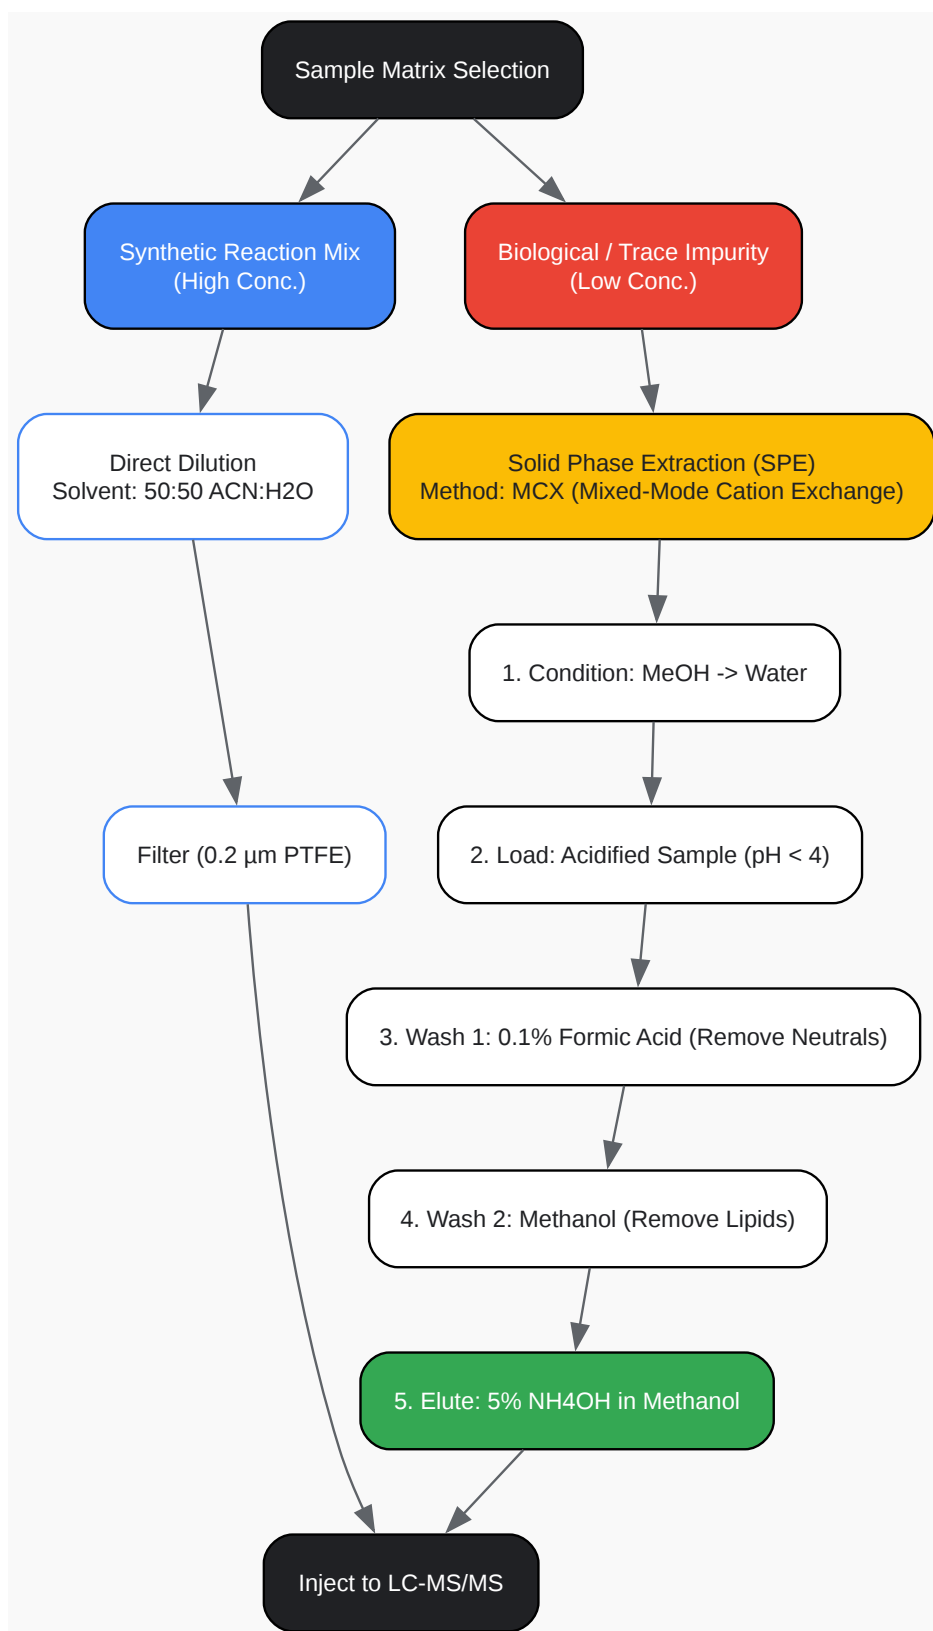 Sample Matrix Selection
Synthetic Reaction Mix
(High Conc.)
Biological / Trace Impurity
(Low Conc.)
Direct Dilution
Solvent: 50:50 ACN:H2O
Solid Phase Extraction (SPE)
Method: MCX (Mixed-Mode Cation Exchange)
1. Condition: MeOH -> Water
Filter (0.2 µm PTFE)
2. Load: Acidified Sample (pH < 4)
3. Wash 1: 0.1% Formic Acid (Remove Neutrals)
4. Wash 2: Methanol (Remove Lipids)
5. Elute: 5% NH4OH in Methanol
Inject to LC-MS/MS